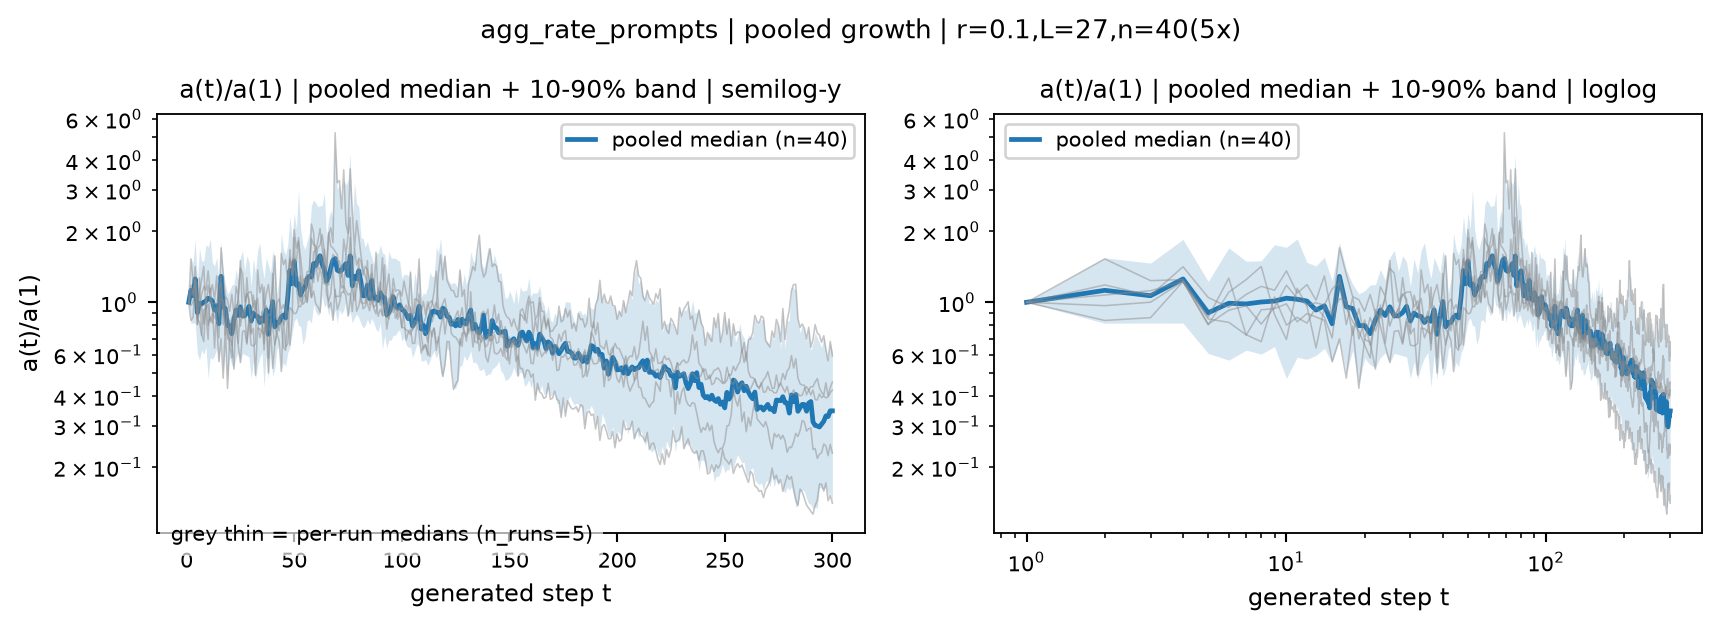 agg_rate_prompts | pooled growth | r=0.1,L=27,n=40(5x)
a(t)/a(1) | pooled median + 10-90% band | semilog-y
a(t)/a(1)
6 × 10⁰
4 × 10⁰
3 × 10⁰
2 × 10⁰
10⁰
6 × 10⁻¹
4 × 10⁻¹
3 × 10⁻¹
2 × 10⁻¹
pooled median (n=40)
grey thin = per-run medians (n_runs=5)
0 50 100 150 200 250 300
generated step t
a(t)/a(1) | pooled median + 10-90% band | loglog
6 × 10⁰
4 × 10⁰
3 × 10⁰
2 × 10⁰
10⁰
6 × 10⁻¹
4 × 10⁻¹
3 × 10⁻¹
2 × 10⁻¹
pooled median (n=40)
10⁰ 10¹ 10²
generated step t